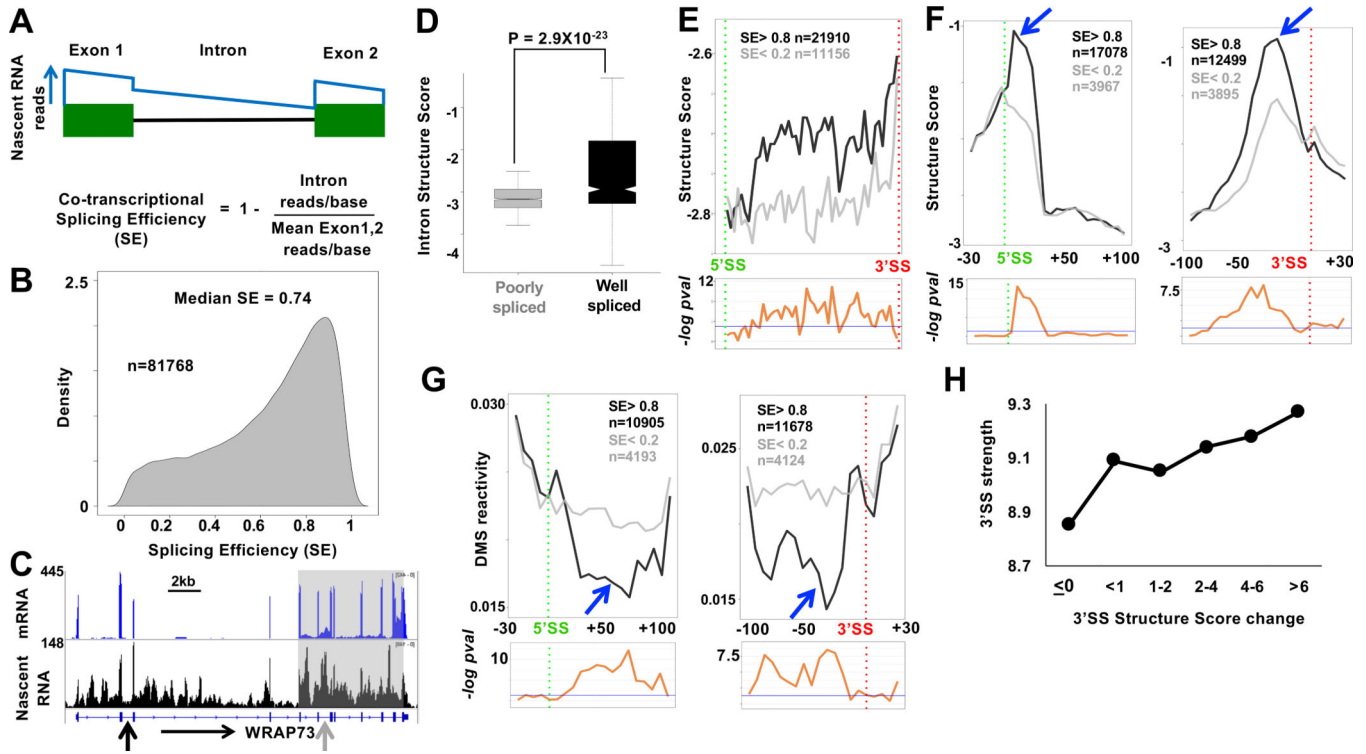 A
Exon 1
Intron
Exon 2
Nascent RNA
reads
Co-transcriptional
Splicing Efficiency
(SE)
= 1 -
Intron
reads/base
Mean Exon1,2
reads/base
B
2.5
Median SE = 0.74
n=81768
Density
0
0 0.2 0.4 0.6 0.8 1
Splicing Efficiency (SE)
C
445
2kb
mRNA
148
Nascent
RNA
WRAP73
D
P = 2.9X10-23
Intron Structure Score
-1
-2
-3
-4
Poorly
spliced
Well
spliced
E
SE> 0.8 n=21910
SE< 0.2 n=11156
-2.6
Structure Score
-2.8
5'SS
3'SS
12
-log pval
F
-1
SE> 0.8
n=17078
SE< 0.2
n=3967
Structure Score
-3
-30 5'SS +50 +100
15
-log pval
-1
SE> 0.8
n=12499
SE< 0.2
n=3895
-3
-100 -50 3'SS +30
7.5
G
0.030
SE> 0.8
n=10905
SE< 0.2
n=4193
DMS reactivity
0.015
-30 5'SS +50 +100
10
-log pval
0.025
SE> 0.8
n=11678
SE< 0.2
n=4124
0.015
-100 -50 3'SS +30
7.5
H
9.3
9.1
8.9
8.7
3'SS strength
≤0 <1 1-2 2-4 4-6 >6
3'SS Structure Score change